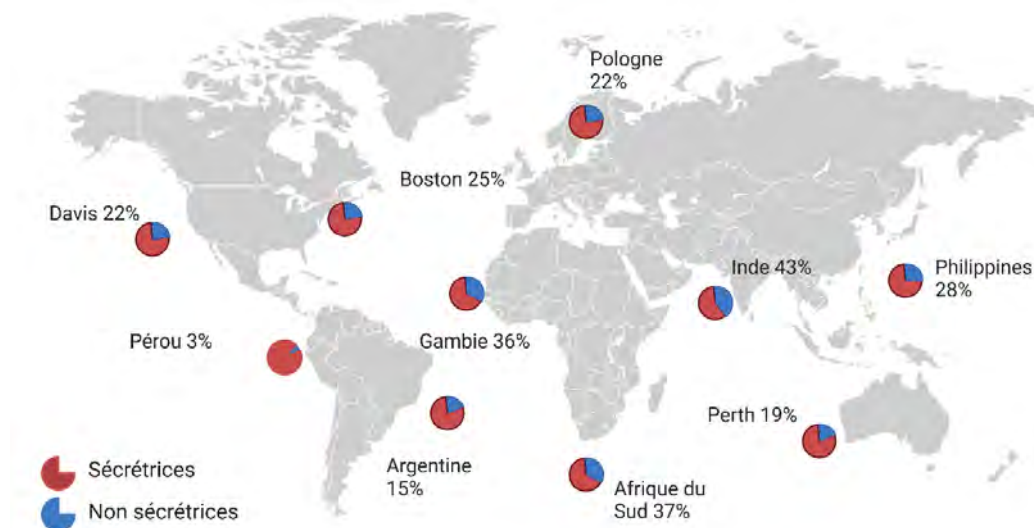 Pologne
22%
Boston 25%
Davis 22%
Inde 43%
Philippines
28%
Pérou 3%
Gambie 36%
Perth 19%
Argentine
15%
Afrique du
Sud 37%
Sécrétrices
Non sécrétrices